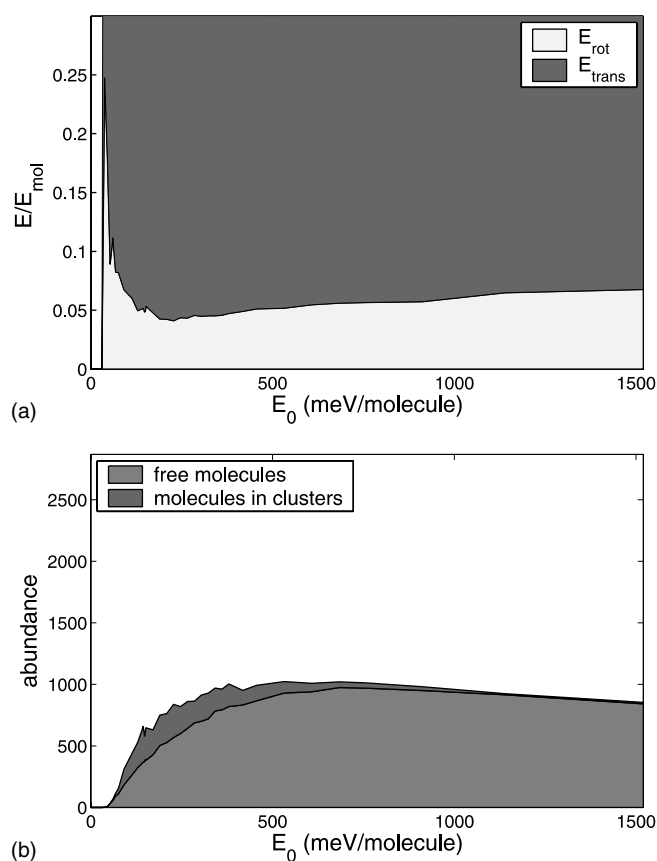 E_rot
E_trans
0.25
0.2
0.15
0.1
0.05
0
E/E_mol
0 500 1000 1500
E_0 (meV/molecule)
(a)
free molecules
molecules in clusters
2500
2000
1500
1000
500
0
abundance
0 500 1000 1500
E_0 (meV/molecule)
(b)